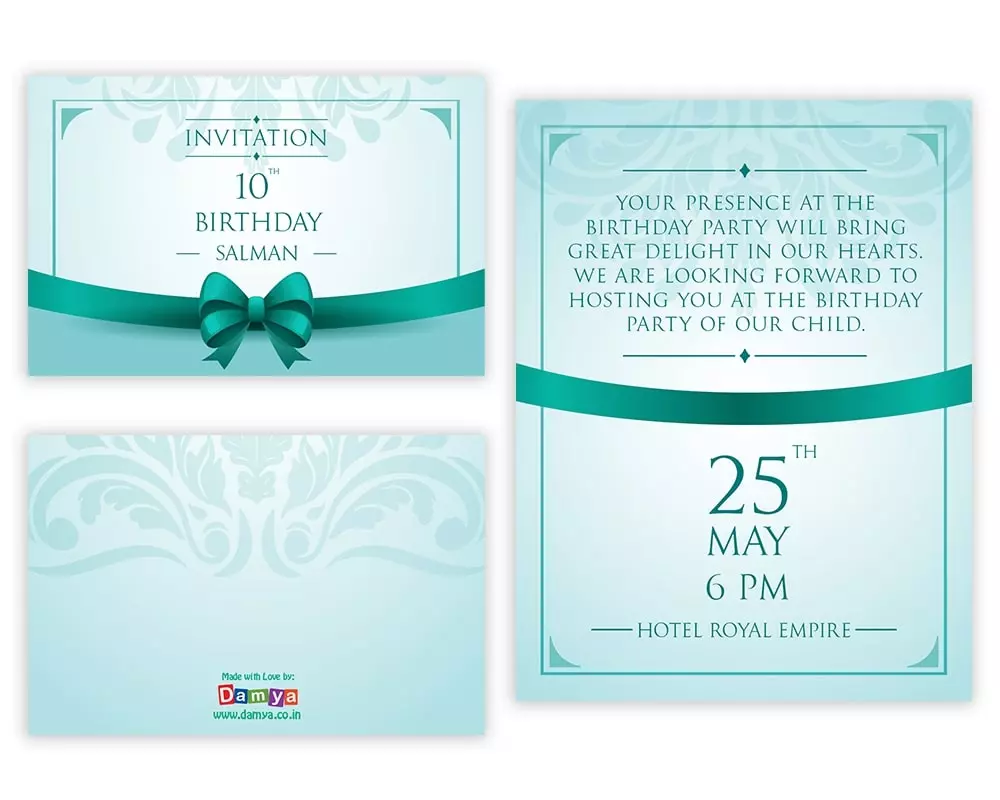 INVITATION
10TH
BIRTHDAY
SALMAN
YOUR PRESENCE AT THE
BIRTHDAY PARTY WILL BRING
GREAT DELIGHT IN OUR HEARTS.
WE ARE LOOKING FORWARD TO
HOSTING YOU AT THE BIRTHDAY
PARTY OF OUR CHILD.
25TH
MAY
6 PM
HOTEL ROYAL EMPIRE
Made with Love by:
Damya
www.damya.co.in